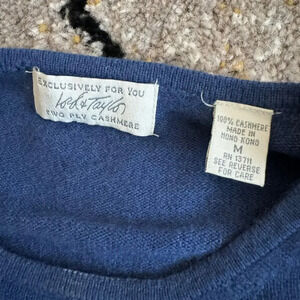 EXCLUSIVELY FOR YOU
Lord & Taylor
TWO PLY CASHMERE
100% CASHMERE
MADE IN
HONG KONG
M
RN 13711
SEE REVERSE
FOR CARE